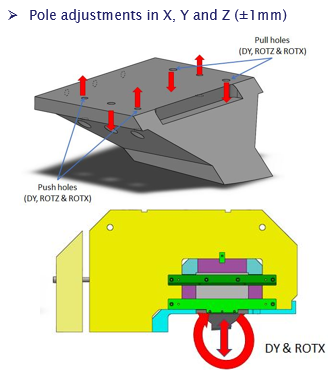 ➢ Pole adjustments in X, Y and Z (±1mm)
Pull holes
(DY, ROTZ & ROTX)
Push holes
(DY, ROTZ & ROTX)
DY & ROTX